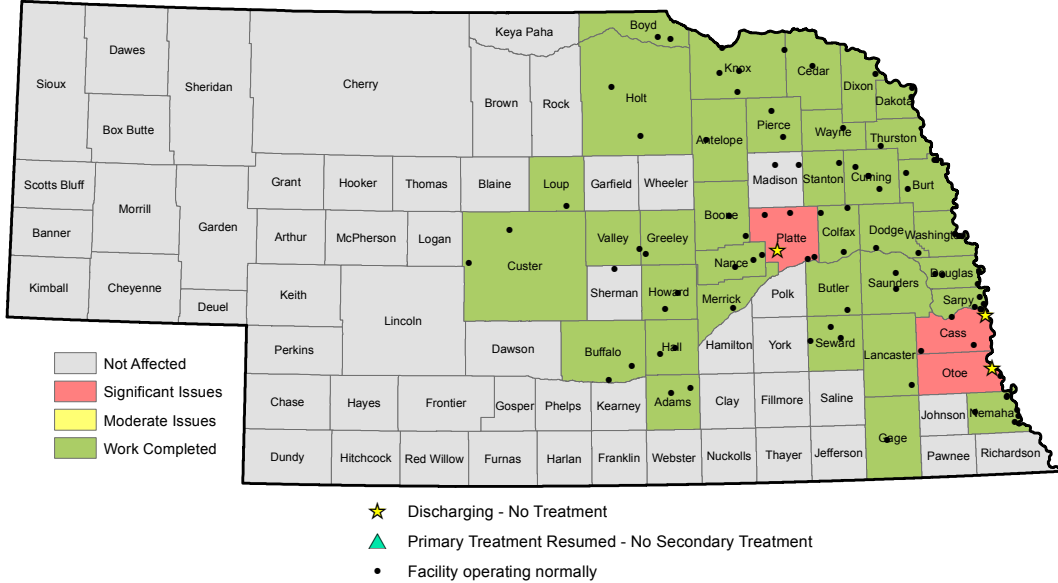 Boyd
Keya Paha
Dawes
Knox
Cedar
Sioux
Cherry
Sheridan
Dixon
Holt
Brown
Rock
Dakota
Pierce
Box Butte
Wayne
Antelope
Thurston
Madison
Stanton
Cuming
Scotts Bluff
Grant
Hooker
Thomas
Blaine
Loup
Garfield
Wheeler
Burt
Morrill
Boone
Garden
Banner
Arthur
McPherson
Logan
Valley
Greeley
Platte
Colfax
Dodge
Washington
Custer
Nance
Douglas
Kimball
Cheyenne
Keith
Sherman
Howard
Merrick
Polk
Butler
Saunders
Deuel
Sarpy
Lincoln
Cass
Perkins
Dawson
Buffalo
Hall
Hamilton
York
Seward
Lancaster
Otoe
Chase
Hayes
Frontier
Gosper
Phelps
Kearney
Adams
Clay
Fillmore
Saline
Johnson
Nemaha
Gage
Dundy
Hitchcock
Red Willow
Furnas
Harlan
Franklin
Webster
Nuckolls
Thayer
Jefferson
Pawnee
Richardson
Not Affected
Significant Issues
Moderate Issues
Work Completed
Discharging - No Treatment
Primary Treatment Resumed - No Secondary Treatment
Facility operating normally